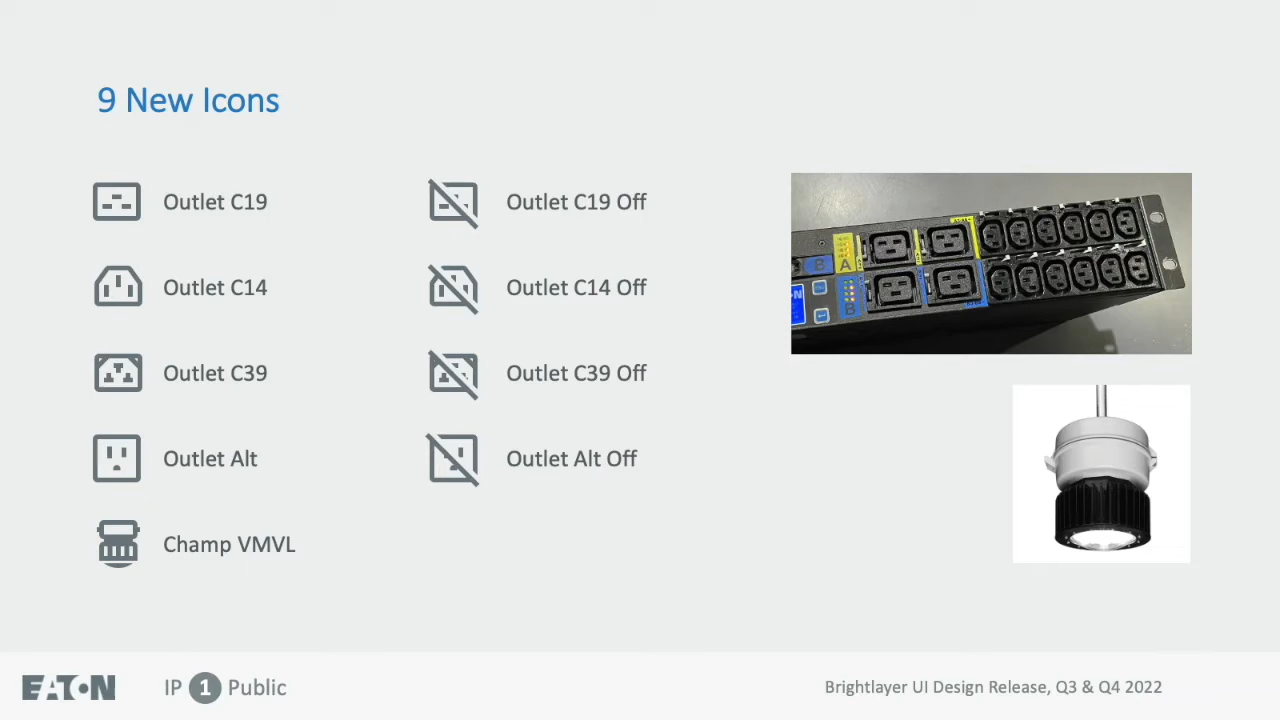 9 New Icons
Outlet C19
Outlet C19 Off
Outlet C14
Outlet C14 Off
Outlet C39
Outlet C39 Off
Outlet Alt
Outlet Alt Off
Champ VMVL
B
A
B
EATON
IP 1 Public
Brightlayer UI Design Release, Q3 & Q4 2022